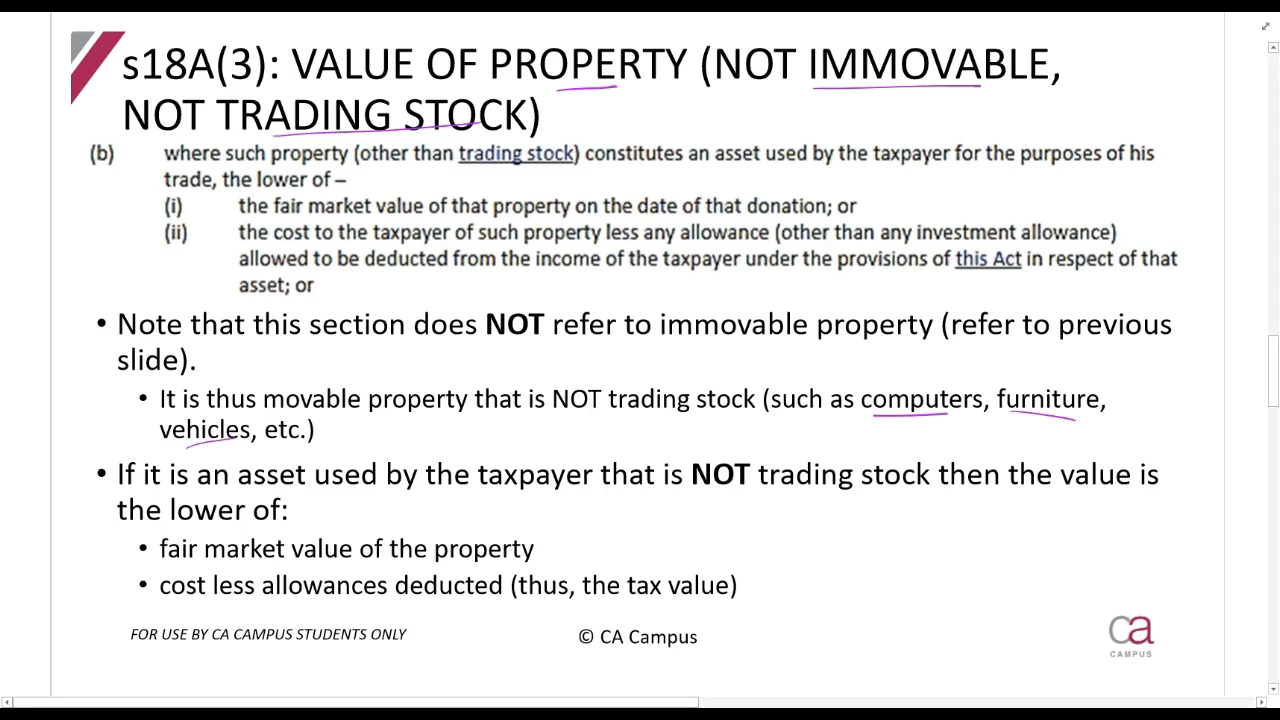 s18A(3): VALUE OF PROPERTY (NOT IMMOVABLE,
NOT TRADING STOCK)
(b) where such property (other than trading stock) constitutes an asset used by the taxpayer for the purposes of his
trade, the lower of –
(i) the fair market value of that property on the date of that donation; or
(ii) the cost to the taxpayer of such property less any allowance (other than any investment allowance)
allowed to be deducted from the income of the taxpayer under the provisions of this Act in respect of that
asset; or
• Note that this section does NOT refer to immovable property (refer to previous
slide).
• It is thus movable property that is NOT trading stock (such as computers, furniture,
vehicles, etc.)
• If it is an asset used by the taxpayer that is NOT trading stock then the value is
the lower of:
• fair market value of the property
• cost less allowances deducted (thus, the tax value)
FOR USE BY CA CAMPUS STUDENTS ONLY
© CA Campus
ca
CAMPUS